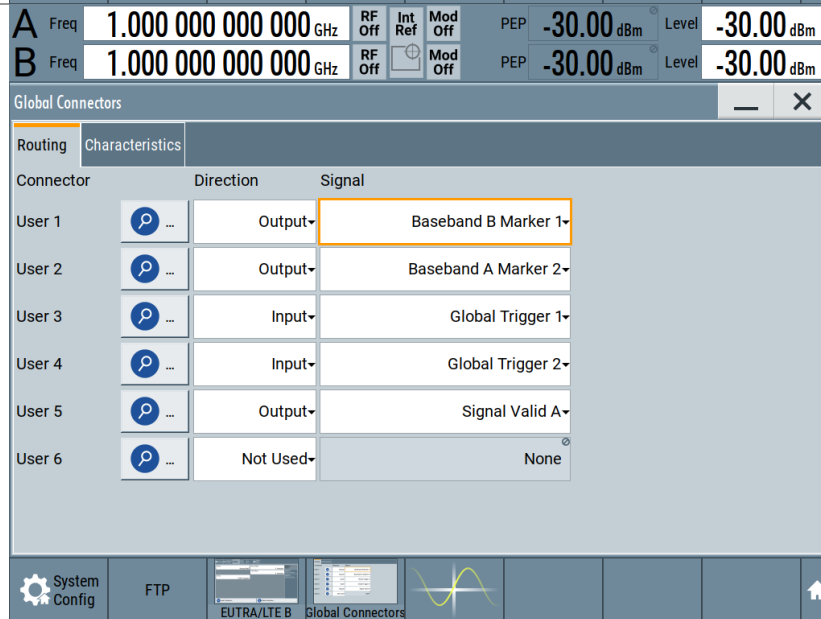 A Freq 1.000 000 000 000 GHz RF Off Int Ref Mod Off PEP -30.00 dBm Level -30.00 dBm
B Freq 1.000 000 000 000 GHz RF Off Mod Off PEP -30.00 dBm Level -30.00 dBm
Global Connectors
Routing Characteristics
Connector Direction Signal
User 1 ... Output Baseband B Marker 1
User 2 ... Output Baseband A Marker 2
User 3 ... Input Global Trigger 1
User 4 ... Input Global Trigger 2
User 5 ... Output Signal Valid A
User 6 ... Not Used None
System Config FTP EUTRA/LTE B Global Connectors